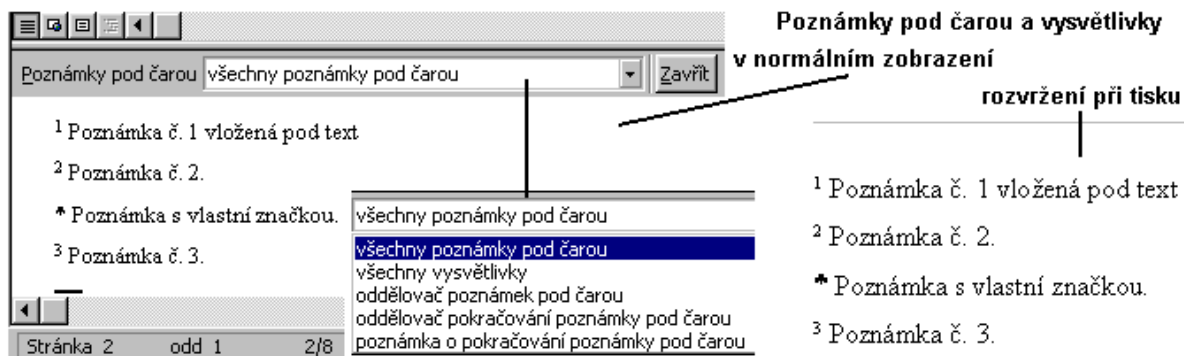 Poznámky pod čarou a vysvětlivky
v normálním zobrazení
rozvržení při tisku
Poznámky pod čarou všechny poznámky pod čarou Zavřít
1 Poznámka č. 1 vložená pod text
2 Poznámka č. 2.
* Poznámka s vlastní značkou.
3 Poznámka č. 3.
Stránka 2 odd 1 2/8
všechny poznámky pod čarou
všechny poznámky pod čarou
všechny vysvětlivky
oddělovač poznámek pod čarou
oddělovač pokračování poznámky pod čarou
poznámka o pokračování poznámky pod čarou
1 Poznámka č. 1 vložená pod text
2 Poznámka č. 2.
♣ Poznámka s vlastní značkou.
3 Poznámka č. 3.